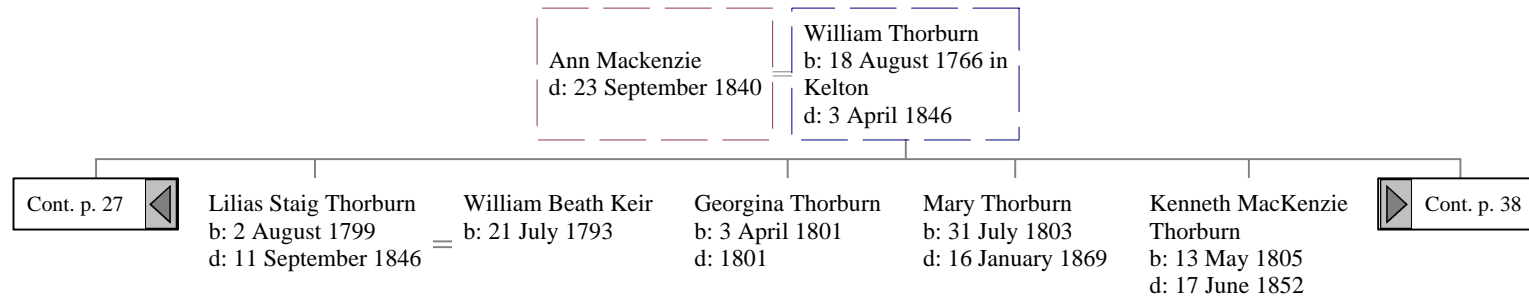 Ann Mackenzie
d: 23 September 1840
=
William Thorburn
b: 18 August 1766 in
Kelton
d: 3 April 1846
Cont. p. 27
Lilias Staig Thorburn
b: 2 August 1799
d: 11 September 1846
=
William Beath Keir
b: 21 July 1793
Georgina Thorburn
b: 3 April 1801
d: 1801
Mary Thorburn
b: 31 July 1803
d: 16 January 1869
Kenneth MacKenzie
Thorburn
b: 13 May 1805
d: 17 June 1852
Cont. p. 38